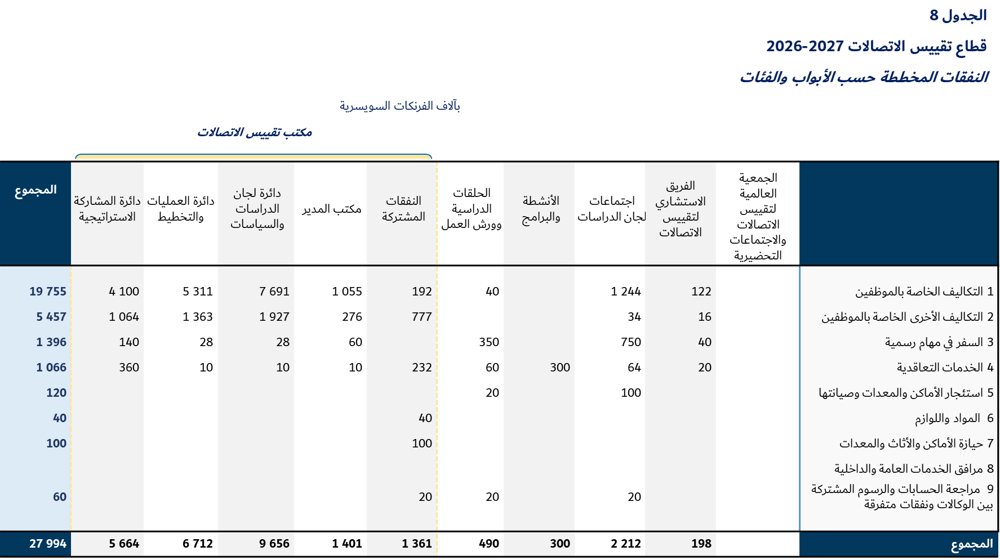 الجدول 8
قطاع تقييس الاتصالات 2027-2026
النفقات المخططة حسب الأبواب والفئات
بآلاف الفرنكات السويسرية
مكتب تقييس الاتصالات
الجمعية العالمية لتقييس الاتصالات والاجتماعات التحضيرية
الفريق الاستشاري لتقييس الاتصالات
اجتماعات لجان الدراسات
الأنشطة والبرامج
الحلقات الدراسية وورش العمل
النفقات المشتركة
مكتب المدير
دائرة لجان الدراسات والسياسات
دائرة العمليات والتخطيط
دائرة المشاركة الاستراتيجية
المجموع
1 التكاليف الخاصة بالموظفين 122 1 244 40 192 1 055 7 691 5 311 4 100 19 755
2 التكاليف الأخرى الخاصة بالموظفين 16 34 777 276 1 927 1 363 1 064 5 457
3 السفر في مهام رسمية 40 750 350 60 28 28 140 1 396
4 الخدمات التعاقدية 20 64 300 60 232 10 10 10 360 1 066
5 استئجار الأماكن والمعدات وصيانتها 100 20 120
6 المواد واللوازم 40 40
7 حيازة الأماكن والأثاث والمعدات 100 100
8 مرافق الخدمات العامة والداخلية
9 مراجعة الحسابات والرسوم المشتركة
بين الوكالات ونفقات متفرقة 20 20 20 60
المجموع 198 2 212 300 490 1 361 1 401 9 656 6 712 5 664 27 994